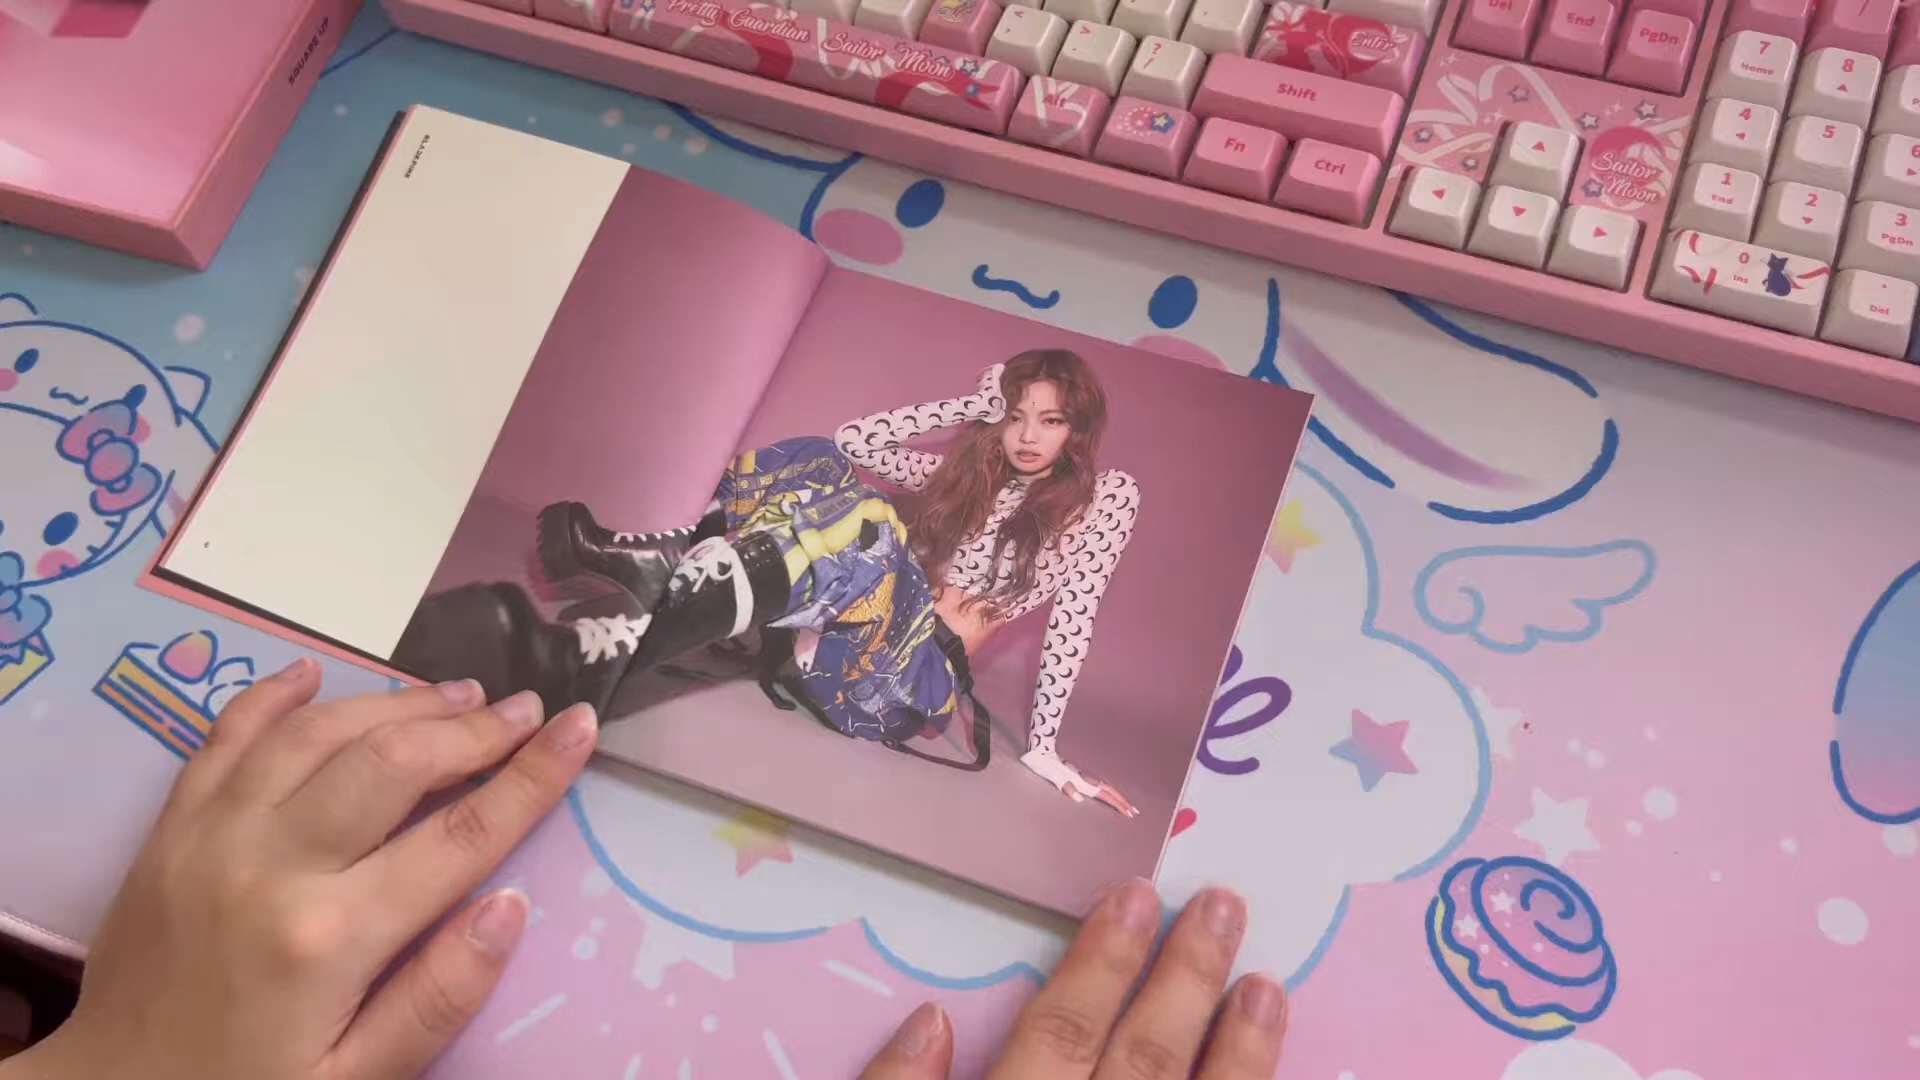 SQUARE UP
BLACKPINK
Pretty Guardian Sailor Moon
Alt
Fn
Ctrl
Shift
Enter
<
,
>
.
?
/
Del
End
PgDn
Sailor
Moon
7
Home
8
4
5
6
1
End
2
3
PgDn
0
Ins
.
Del